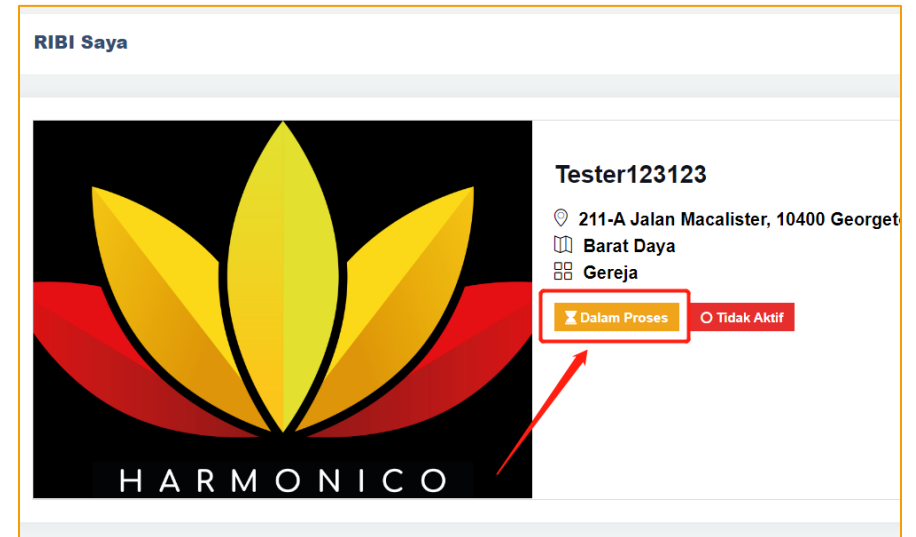 RIBI Saya
Tester123123
211-A Jalan Macalister, 10400 Georget
Barat Daya
Gereja
Dalam Proses
Tidak Aktif
HARMONICO